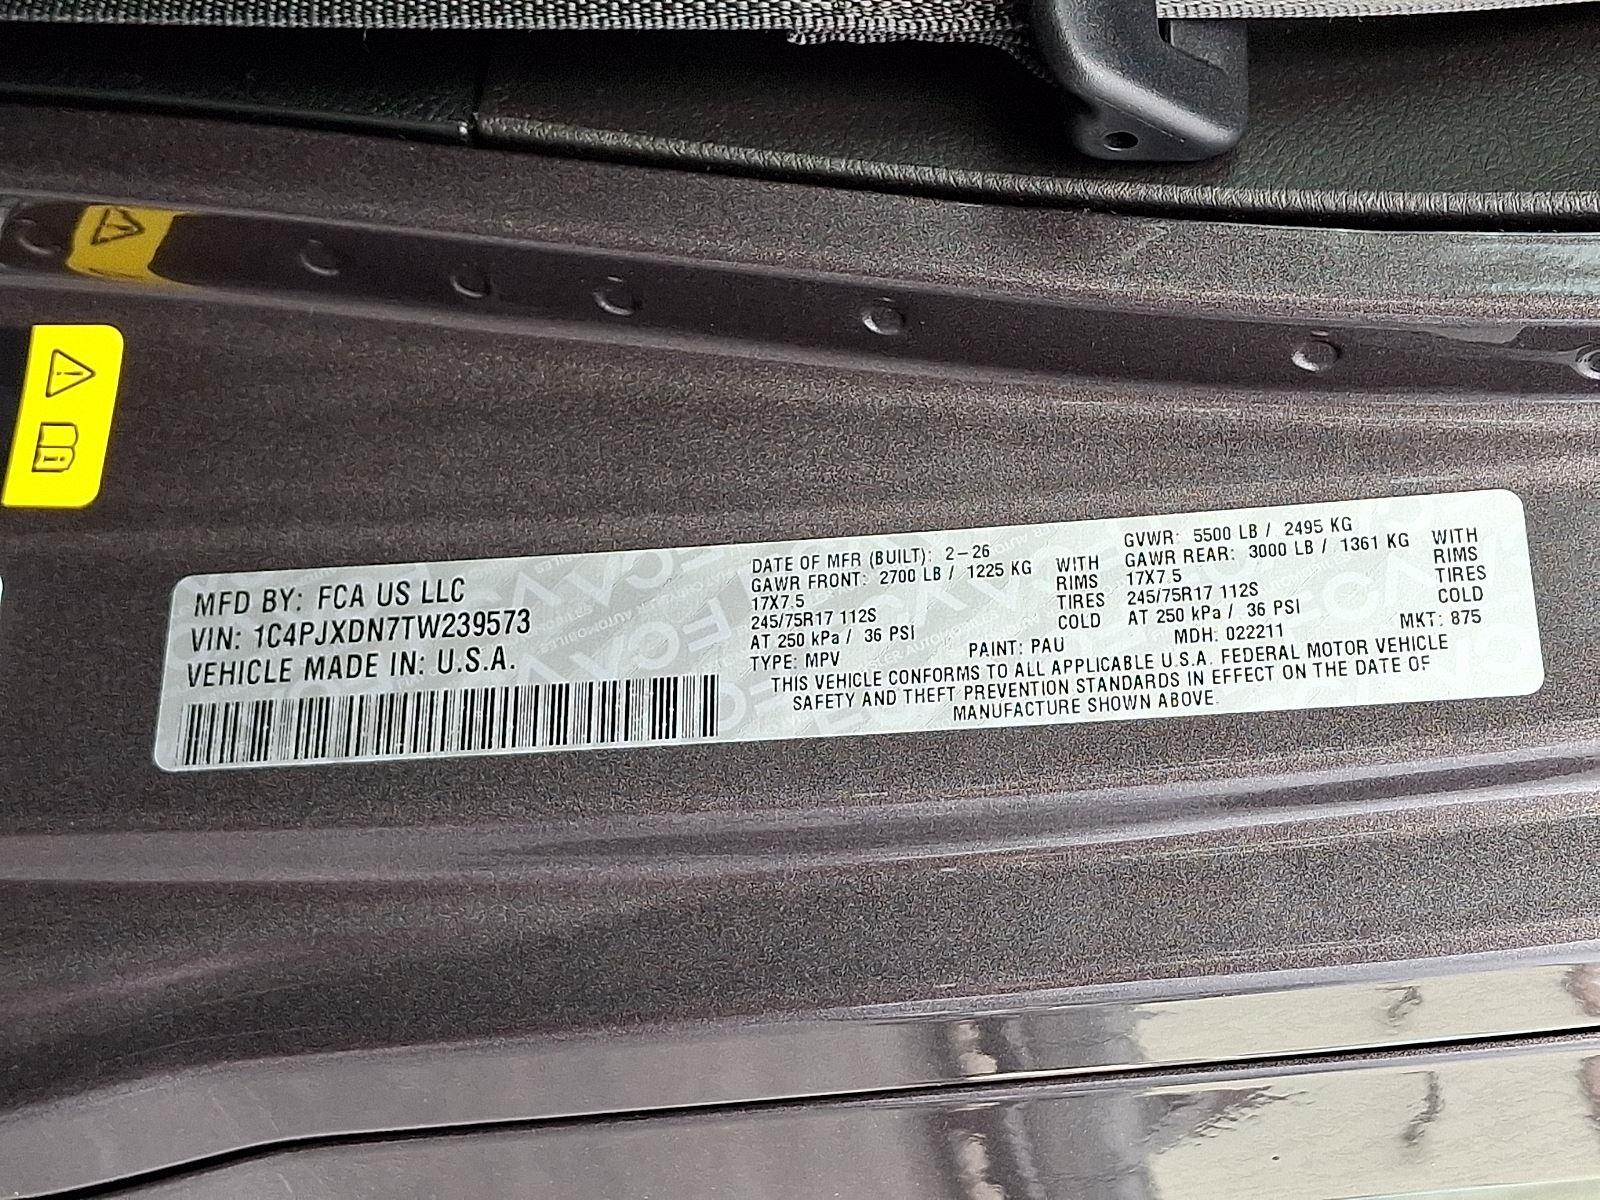 MFD BY: FCA US LLC
VIN: 1C4PJXDN7TW239573
VEHICLE MADE IN: U.S.A.
DATE OF MFR (BUILT): 2-26
GAWR FRONT: 2700 LB / 1225 KG WITH
17X7.5 RIMS
245/75R17 112S TIRES
AT 250 kPa / 36 PSI COLD
TYPE: MPV
GVWR: 5500 LB / 2495 KG
GAWR REAR: 3000 LB / 1361 KG WITH
17X7.5 RIMS
245/75R17 112S TIRES
AT 250 kPa / 36 PSI COLD
PAINT: PAU MDH: 022211 MKT: 875
THIS VEHICLE CONFORMS TO ALL APPLICABLE U.S.A. FEDERAL MOTOR VEHICLE
SAFETY AND THEFT PREVENTION STANDARDS IN EFFECT ON THE DATE OF
MANUFACTURE SHOWN ABOVE.